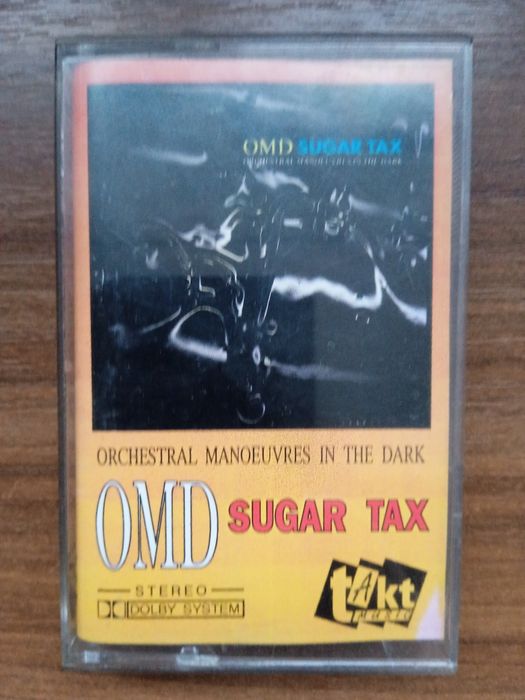 OMD SUGAR TAX
ORCHESTRAL MANOEUVRES IN THE DARK
ORCHESTRAL MANOEUVRES IN THE DARK
OMD SUGAR TAX
STEREO
DOLBY SYSTEM
takt